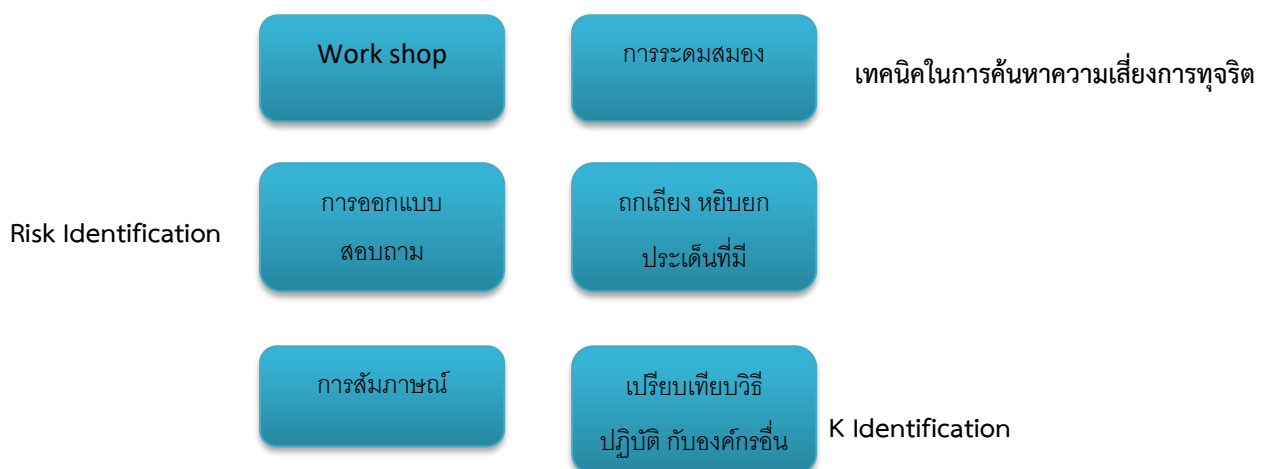 Work shop
การระดมสมอง
เทคนิคในการค้นหาความเสี่ยงการทุจริต
Risk Identification
การออกแบบ
สอบถาม
ถกเถียง หยิบยก
ประเด็นที่มี
การสัมภาษณ์
เปรียบเทียบวิธี
ปฏิบัติ กับองค์กรอื่น
K Identification